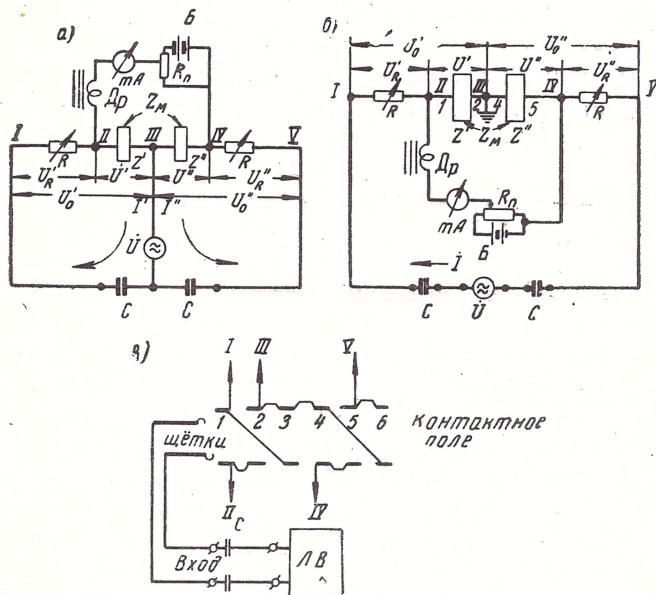 а)
Б
mA
Rп
Др
Zм
I
R
II
Z'
III
Z"
IV
R
V
U'R
U'
U"
U"R
U'0
I'
I"
U"0
U̇
C
C
б)
U'0
U"0
U'R
U'
III
U"
U"R
I
II
IV
V
R
1
2
4
5
R
Z'
Zм
Z"
Др
mA
Rп
Б
İ
C
U̇
C
в)
I
III
V
1
2
3
4
5
6
контактное
поле
щётки
IIс
IV
Вход
ЛВ